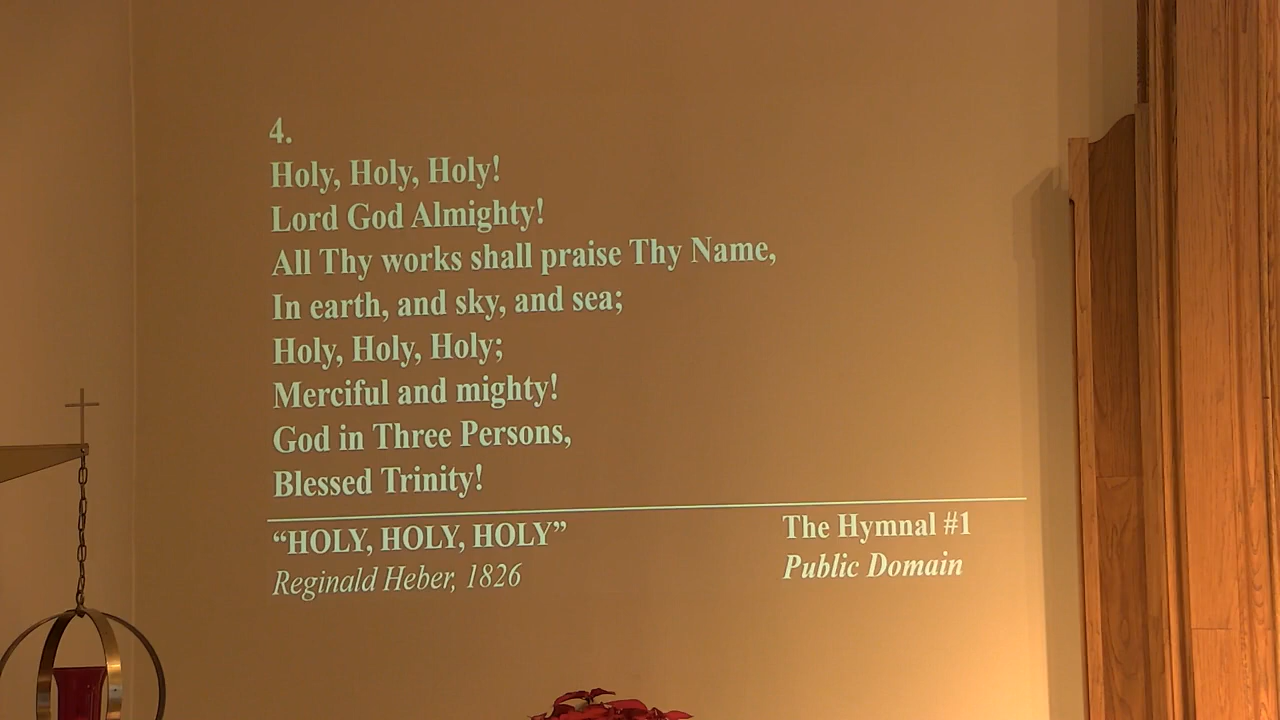 4.
Holy, Holy, Holy!
Lord God Almighty!
All Thy works shall praise Thy Name,
In earth, and sky, and sea;
Holy, Holy, Holy;
Merciful and mighty!
God in Three Persons,
Blessed Trinity!
“HOLY, HOLY, HOLY”
Reginald Heber, 1826
The Hymnal #1
Public Domain